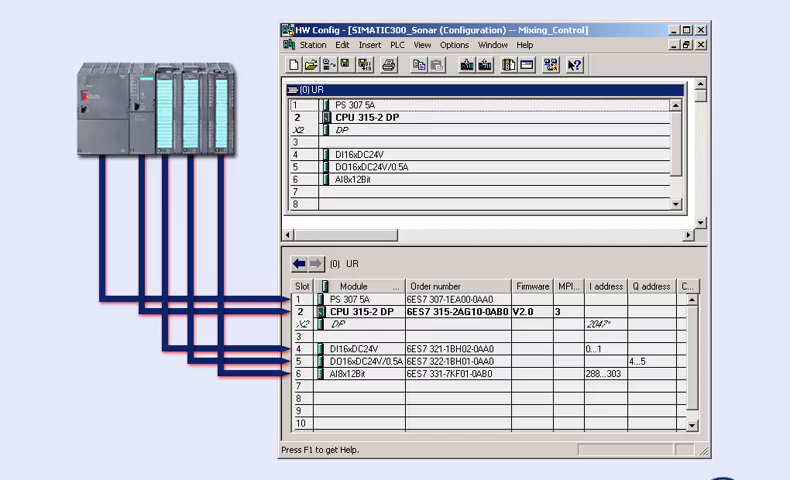 HW Config - [SIMATIC300_Sonar (Configuration) -- Mixing_Control]
Station Edit Insert PLC View Options Window Help
(0) UR
1 PS 307 5A
2 CPU 315-2 DP
X2 DP
3
4 DI16xDC24V
5 DO16xDC24V/0.5A
6 AI8x12Bit
7
8
(0) UR
Slot Module ... Order number Firmware MPI... I address Q address C...
1 PS 307 5A 6ES7 307-1EA00-0AA0
2 CPU 315-2 DP 6ES7 315-2AG10-0AB0 V2.0 3
X2 DP 2047*
3
4 DI16xDC24V 6ES7 321-1BH02-0AA0 0...1
5 DO16xDC24V/0.5A 6ES7 322-1BH01-0AA0 4...5
6 AI8x12Bit 6ES7 331-7KF01-0AB0 288...303
7
8
9
10
Press F1 to get Help.